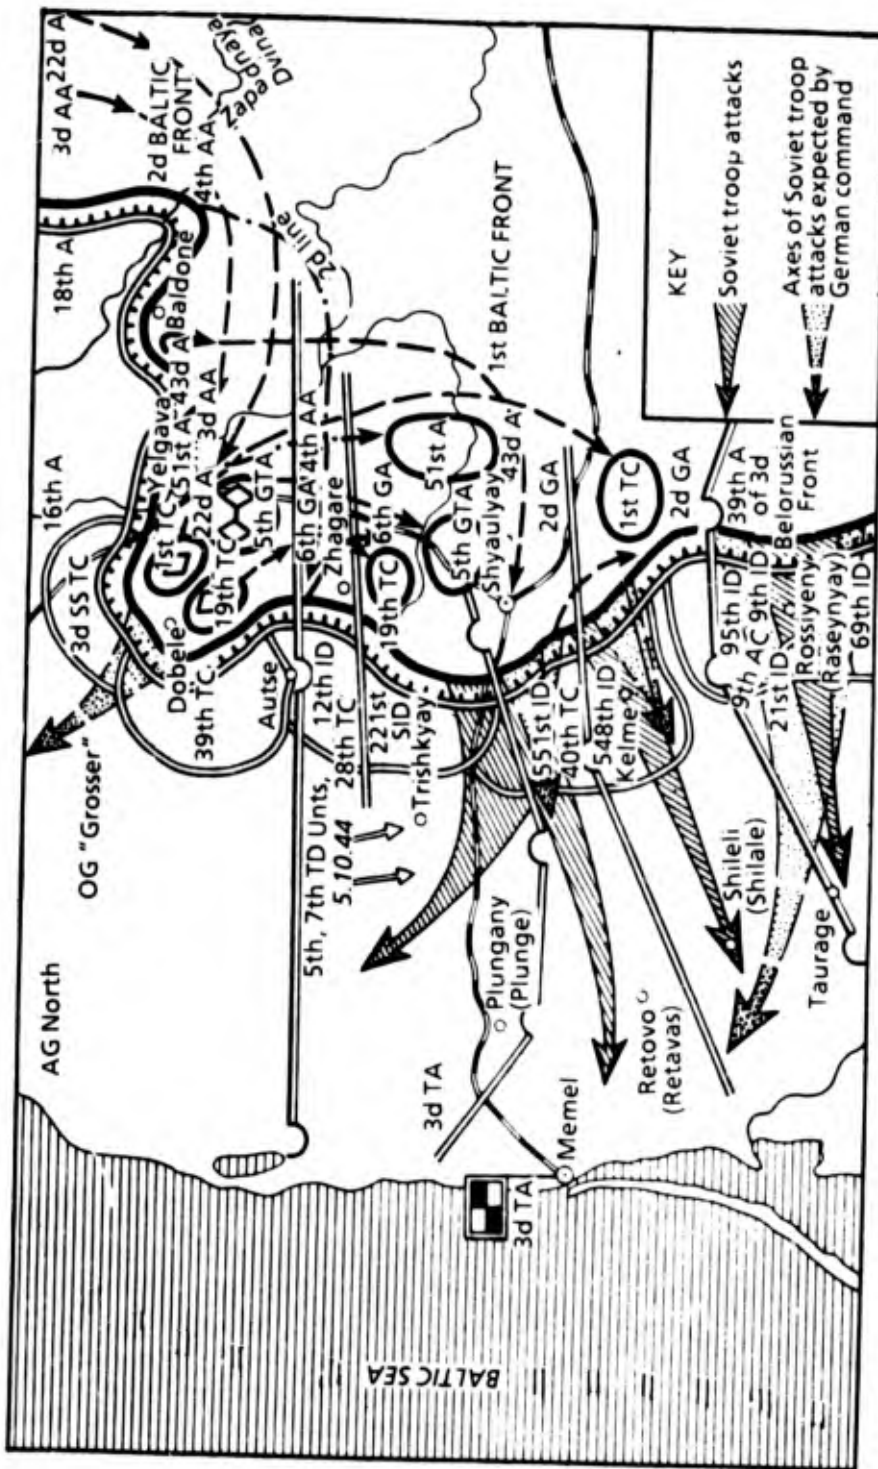 AG North
OG "Grosser"
3d SS TC
16th A
18th A
3d AA
22d A
2d BALTIC
FRONT
4th AA
Zapednaya
Dvina
Baldone
43d A
Yelgava
51st A
1st TC
3d AA
22d A
Dobele
19th TC
39th TC
5th GTA
2d line
Autse
12th ID
6th GA
4th AA
5th, 7th TD Unts,
5.10.44
28th TC
Zhagare
221st
SID
6th GA
19th TC
51st A
Trishkyay
1st BALTIC FRONT
3d TA
Plungany
(Plunge)
5th GTA
Shyaulyay
43d A
3d TA
Memel
551st ID
40th TC
2d GA
548th ID
Kelme
1st TC
Retovo
(Retavas)
2d GA
Shileli
(Shilale)
95th ID
9th AC
9th ID
21st ID
39th A
of 3d
Belorussian
Front
Rossiyeny
(Raseynyay)
69th ID
Taurage
BALTIC SEA
KEY
Soviet troop attacks
Axes of Soviet troop
attacks expected by
German command